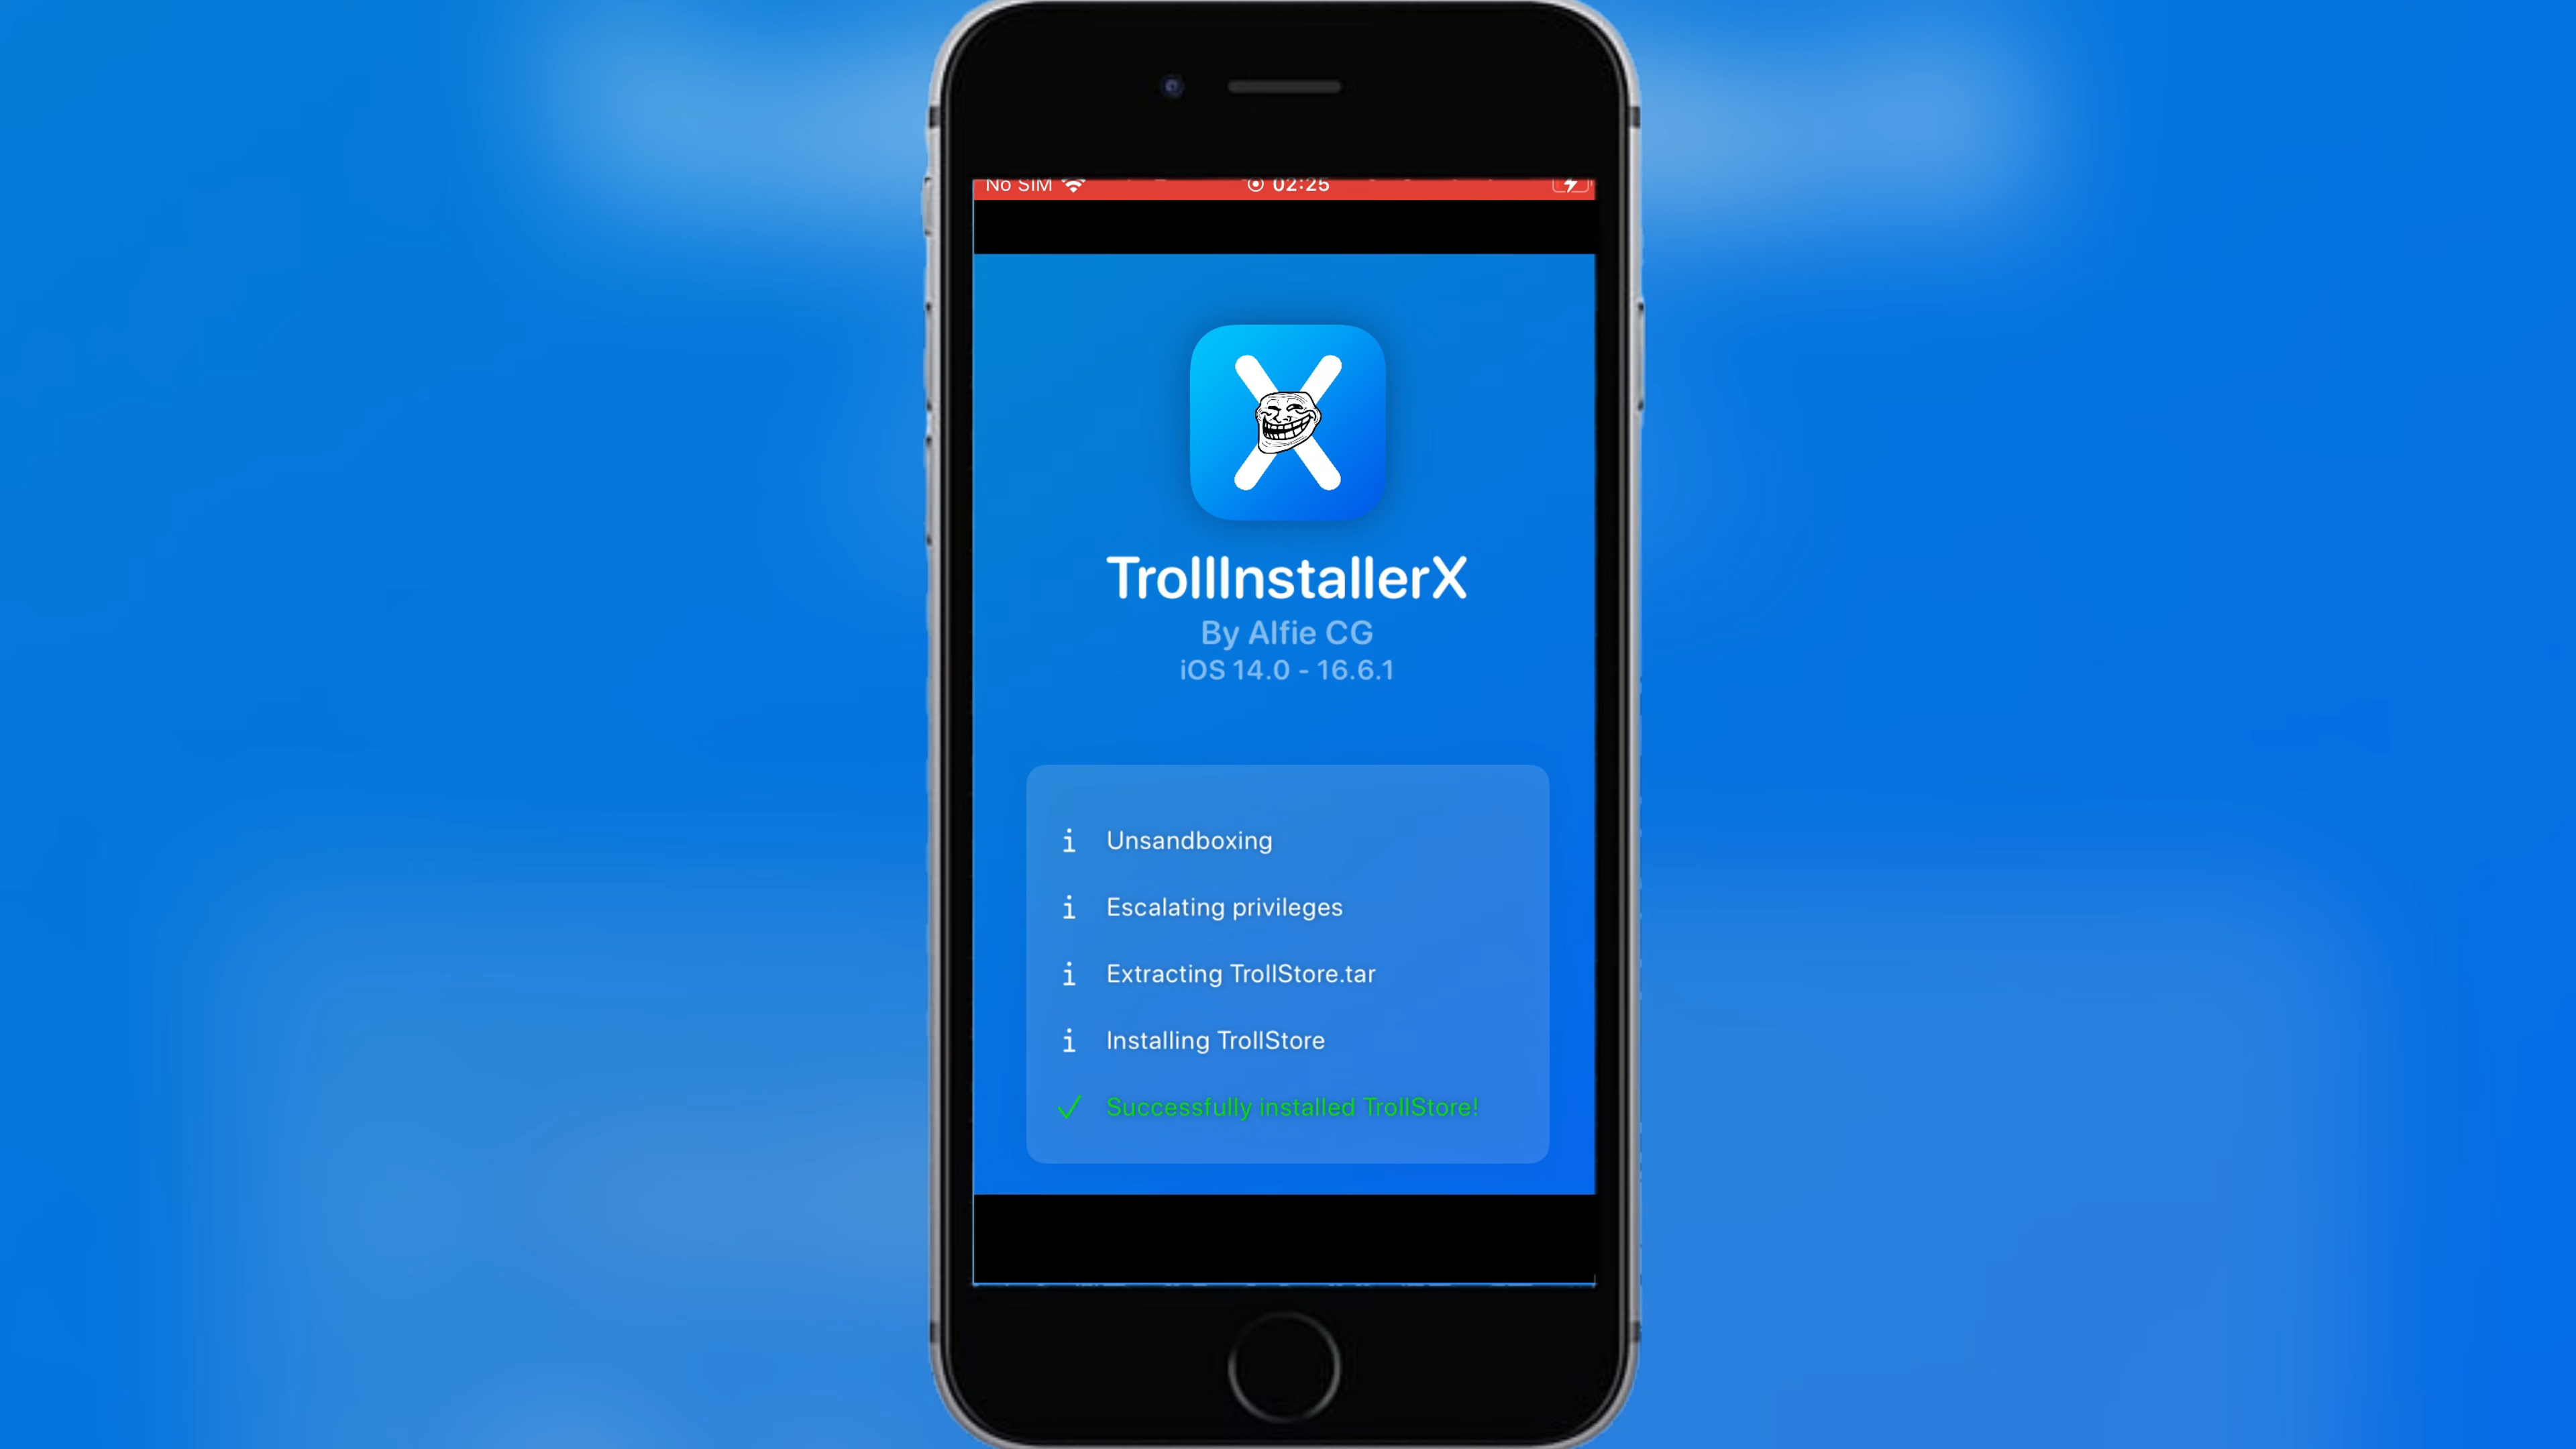 No SIM 02:25
TrollInstallerX
By Alfie CG
iOS 14.0 - 16.6.1
i Unsandboxing
i Escalating privileges
i Extracting TrollStore.tar
i Installing TrollStore
✓ Successfully installed TrollStore!